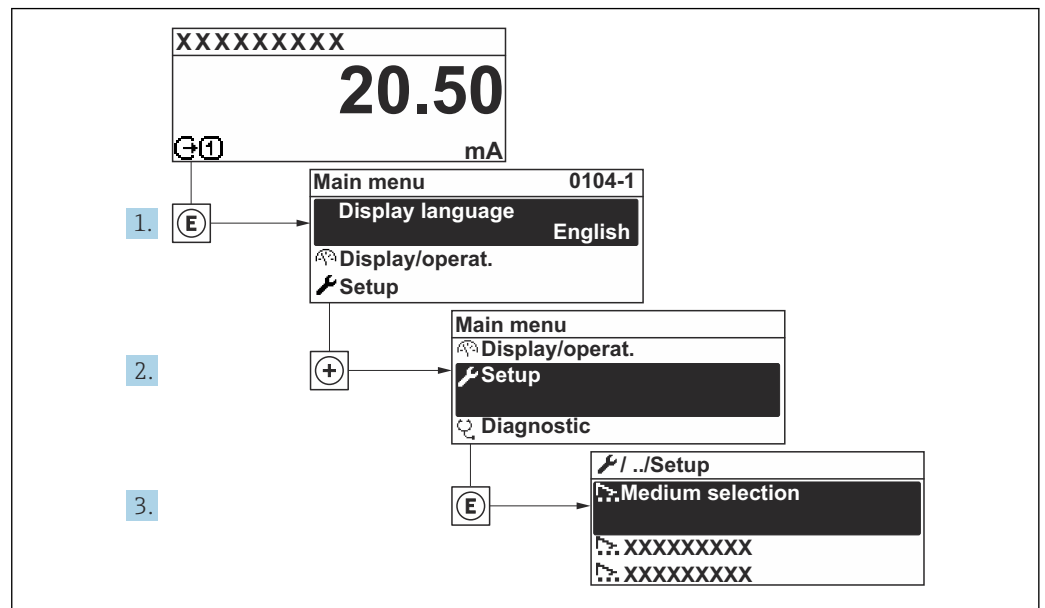 XXXXXXXXX
20.50
1 mA
Main menu 0104-1
1. E Display language
English
Display/operat.
Setup
Main menu
Display/operat.
2. + Setup
Diagnostic
/ ../Setup
3. E Medium selection
XXXXXXXXX
XXXXXXXXX